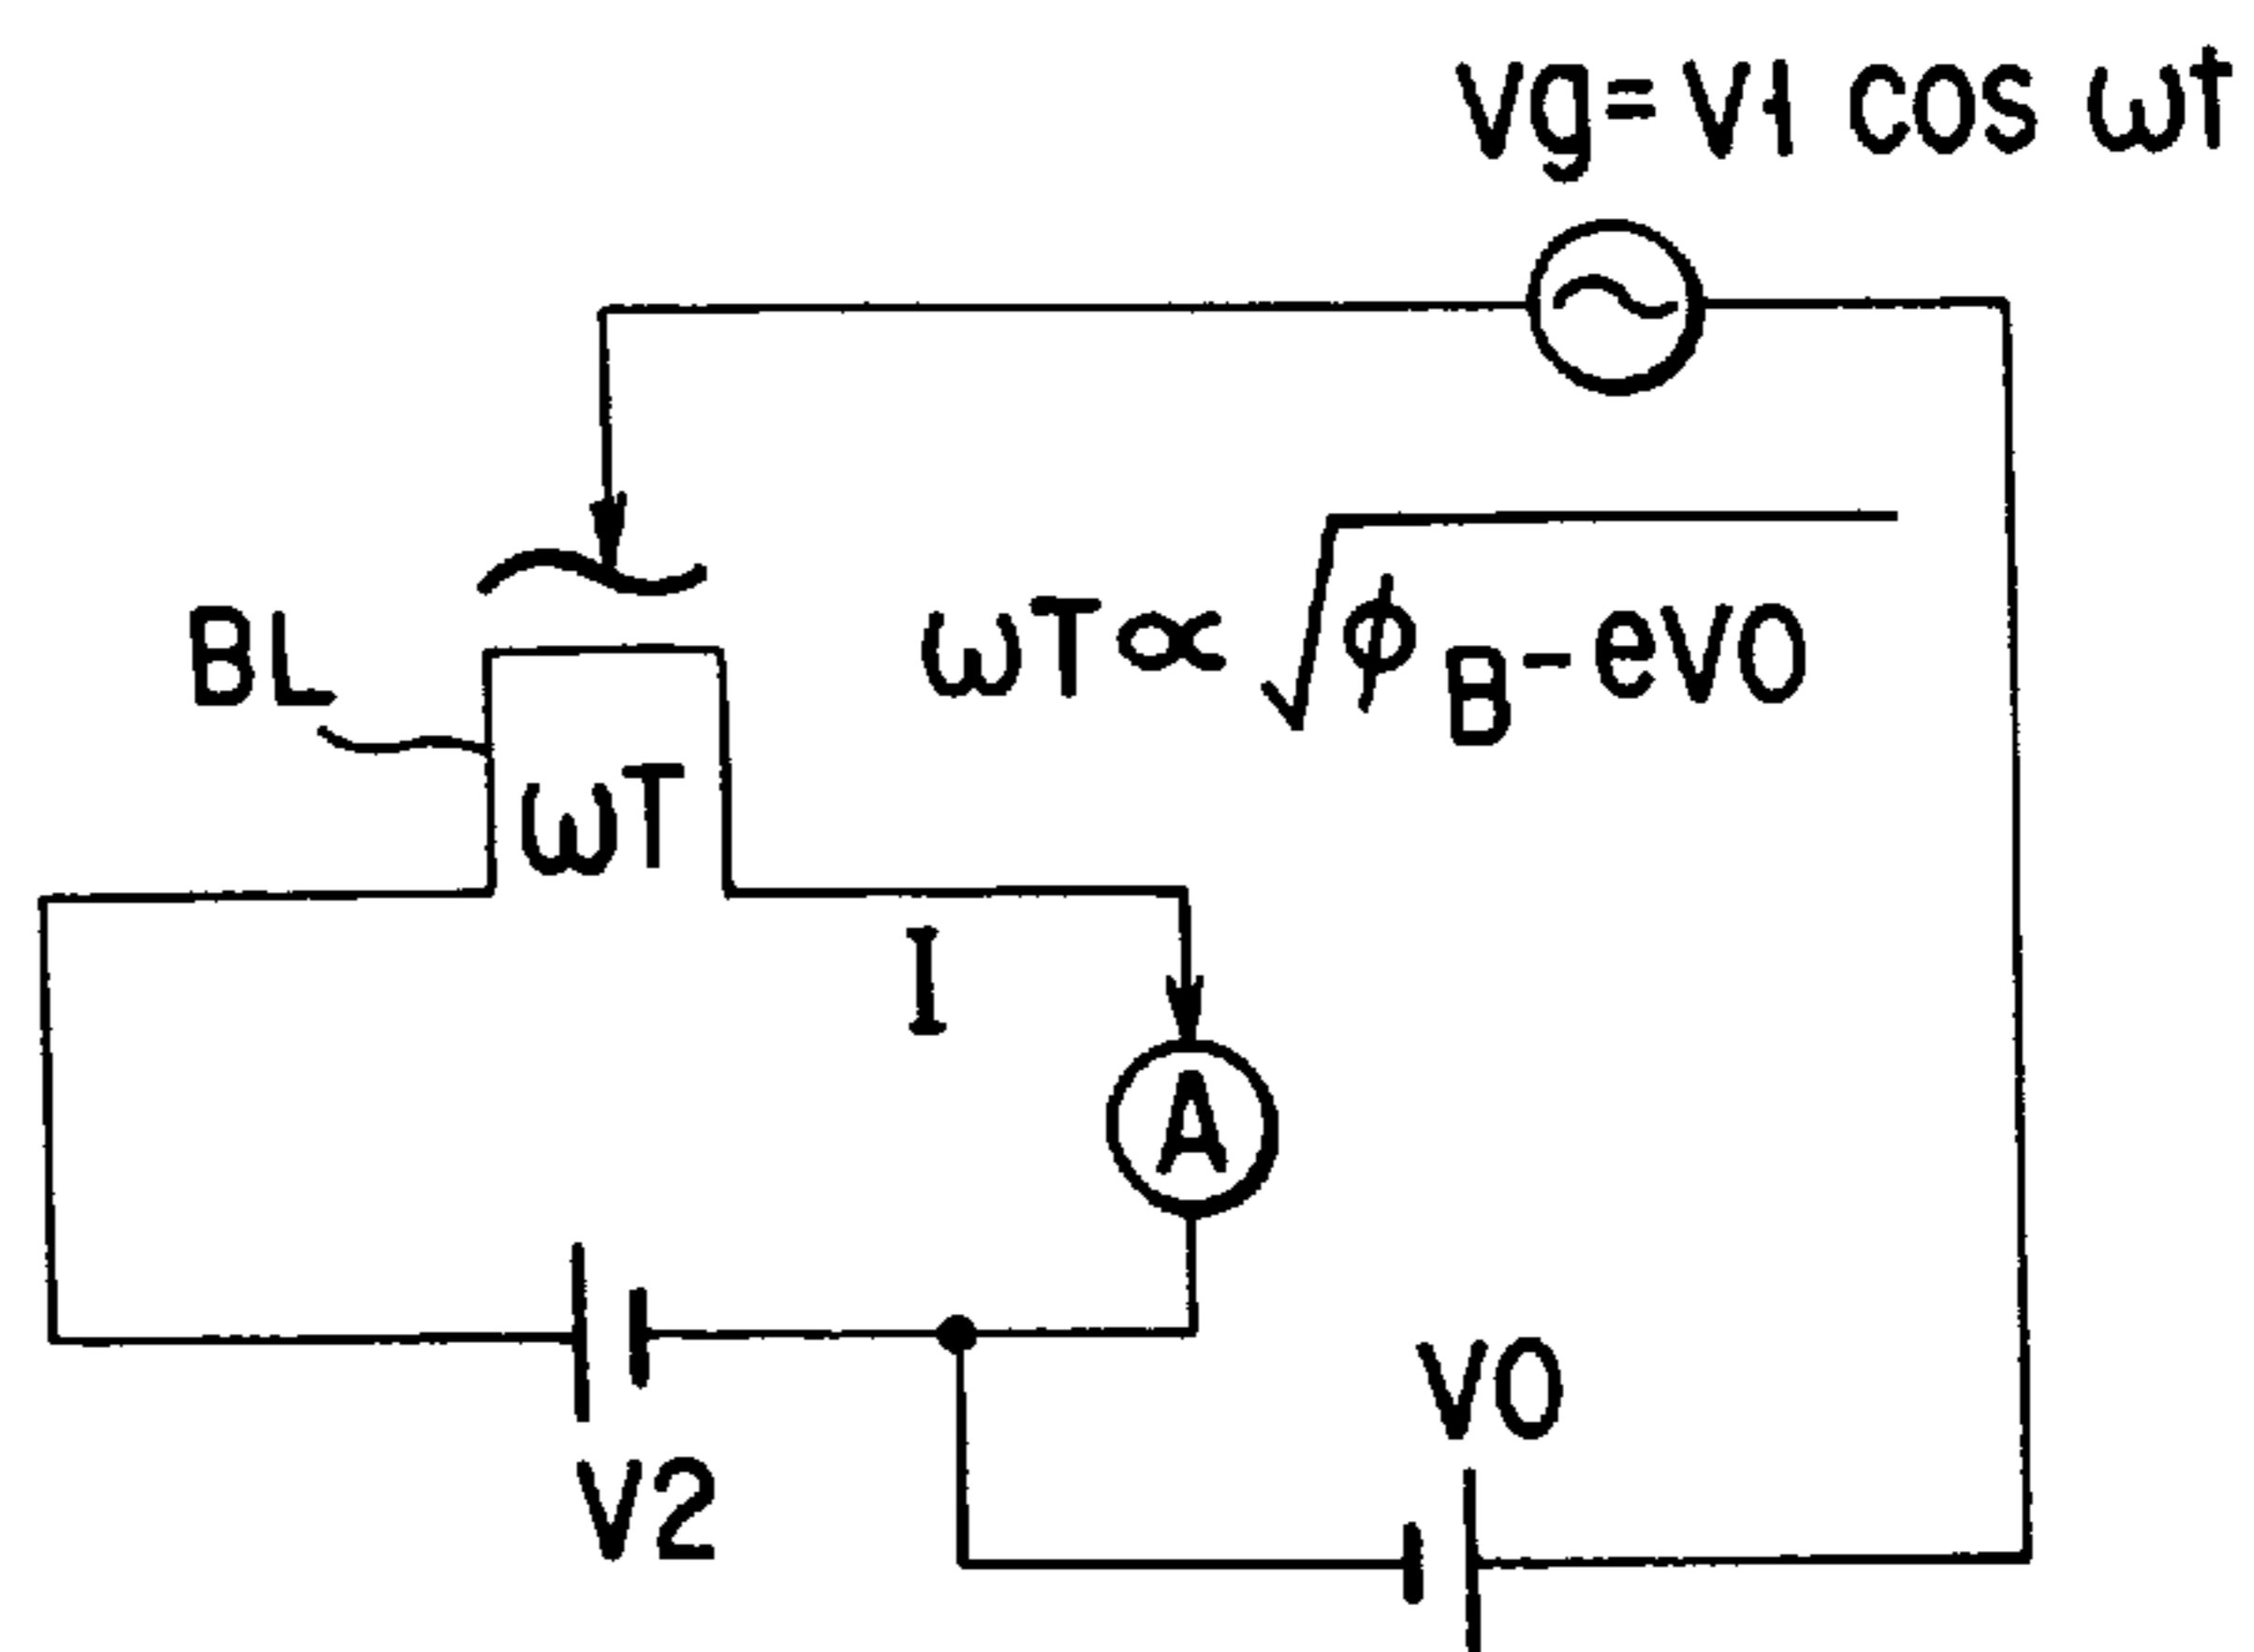 Vg= V1 cos ωt
BL
ωT∝√ϕB-eV0
ωT
I
A
V0
V2